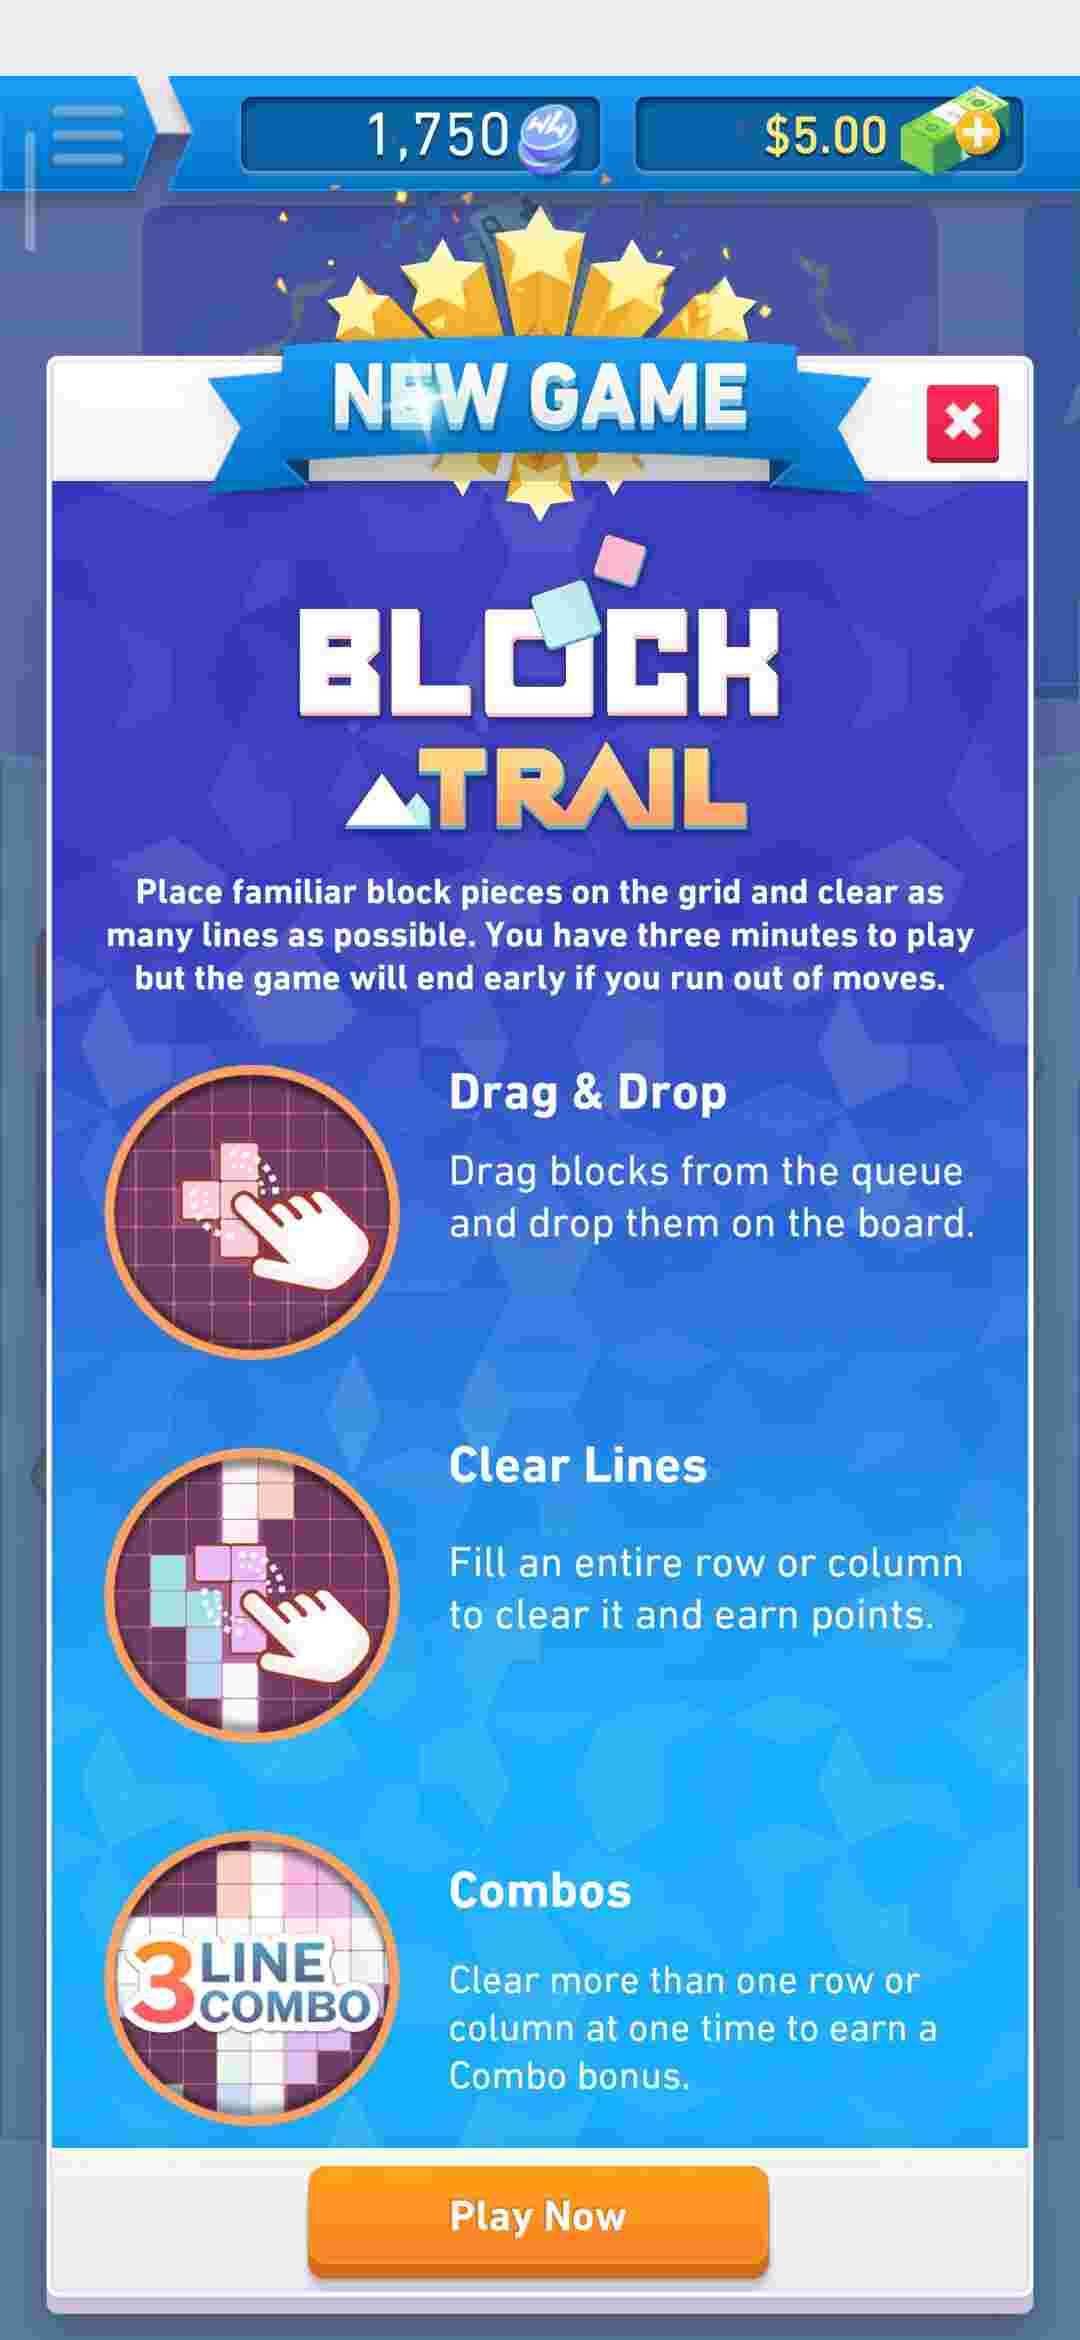 1,750
$5.00
NEW GAME
BLOCK
TRAIL
Place familiar block pieces on the grid and clear as
many lines as possible. You have three minutes to play
but the game will end early if you run out of moves.
Drag & Drop
Drag blocks from the queue
and drop them on the board.
Clear Lines
Fill an entire row or column
to clear it and earn points.
3 LINE
COMBO
Combos
Clear more than one row or
column at one time to earn a
Combo bonus.
Play Now